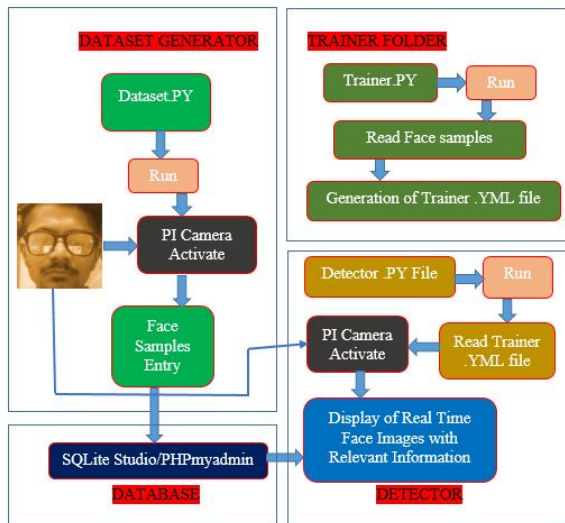 DATASET GENERATOR
Dataset.PY
Run
PI Camera
Activate
Face
Samples
Entry
SQLite Studio/PHPmyadmin
DATABASE
TRAINER FOLDER
Trainer.PY
Run
Read Face samples
Generation of Trainer .YML file
Detector .PY File
Run
PI Camera
Activate
Read Trainer
.YML file
Display of Real Time
Face Images with
Relevant Information
DETECTOR